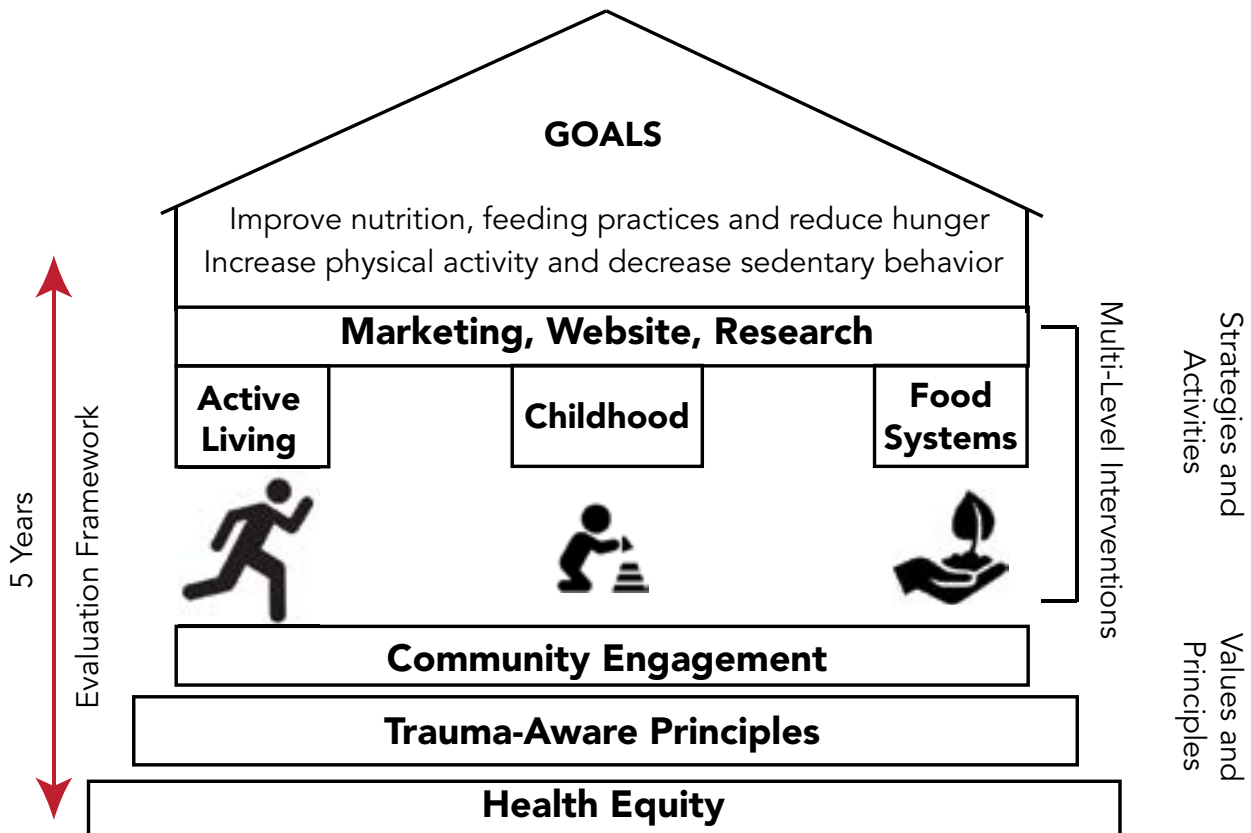 GOALS
Improve nutrition, feeding practices and reduce hunger
Increase physical activity and decrease sedentary behavior
Marketing, Website, Research
Active
Living
Childhood
Food
Systems
Community Engagement
Trauma-Aware Principles
Health Equity
5 Years
Evaluation Framework
Multi-Level Interventions
Strategies and
Activities
Values and
Principles